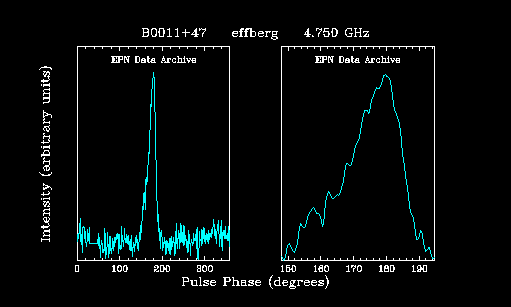 B0011+47 effberg 4.750 GHz
EPN Data Archive EPN Data Archive
Intensity (arbitrary units)
0 100 200 300 150 160 170 180 190
Pulse Phase (degrees)